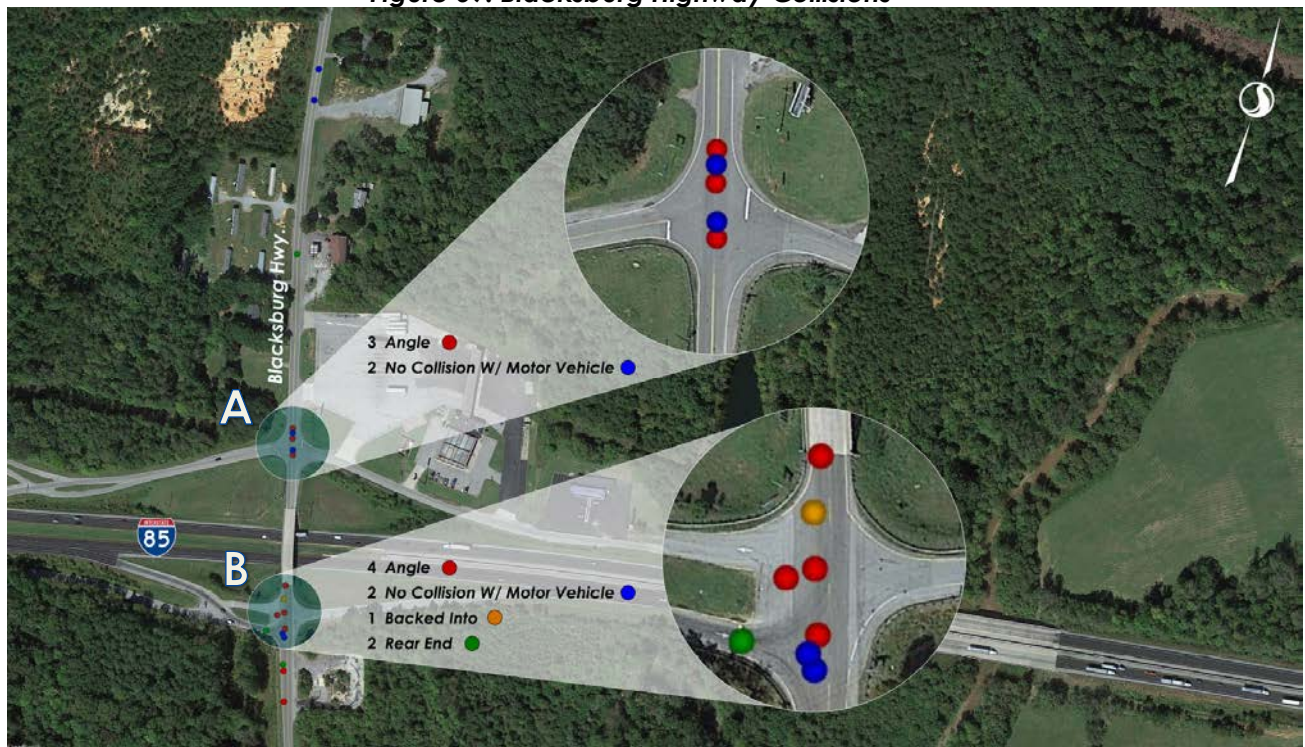 Blacksburg Hwy.
3 Angle
2 No Collision W/ Motor Vehicle
A
INTERSTATE
85
B
4 Angle
2 No Collision W/ Motor Vehicle
1 Backed Into
2 Rear End